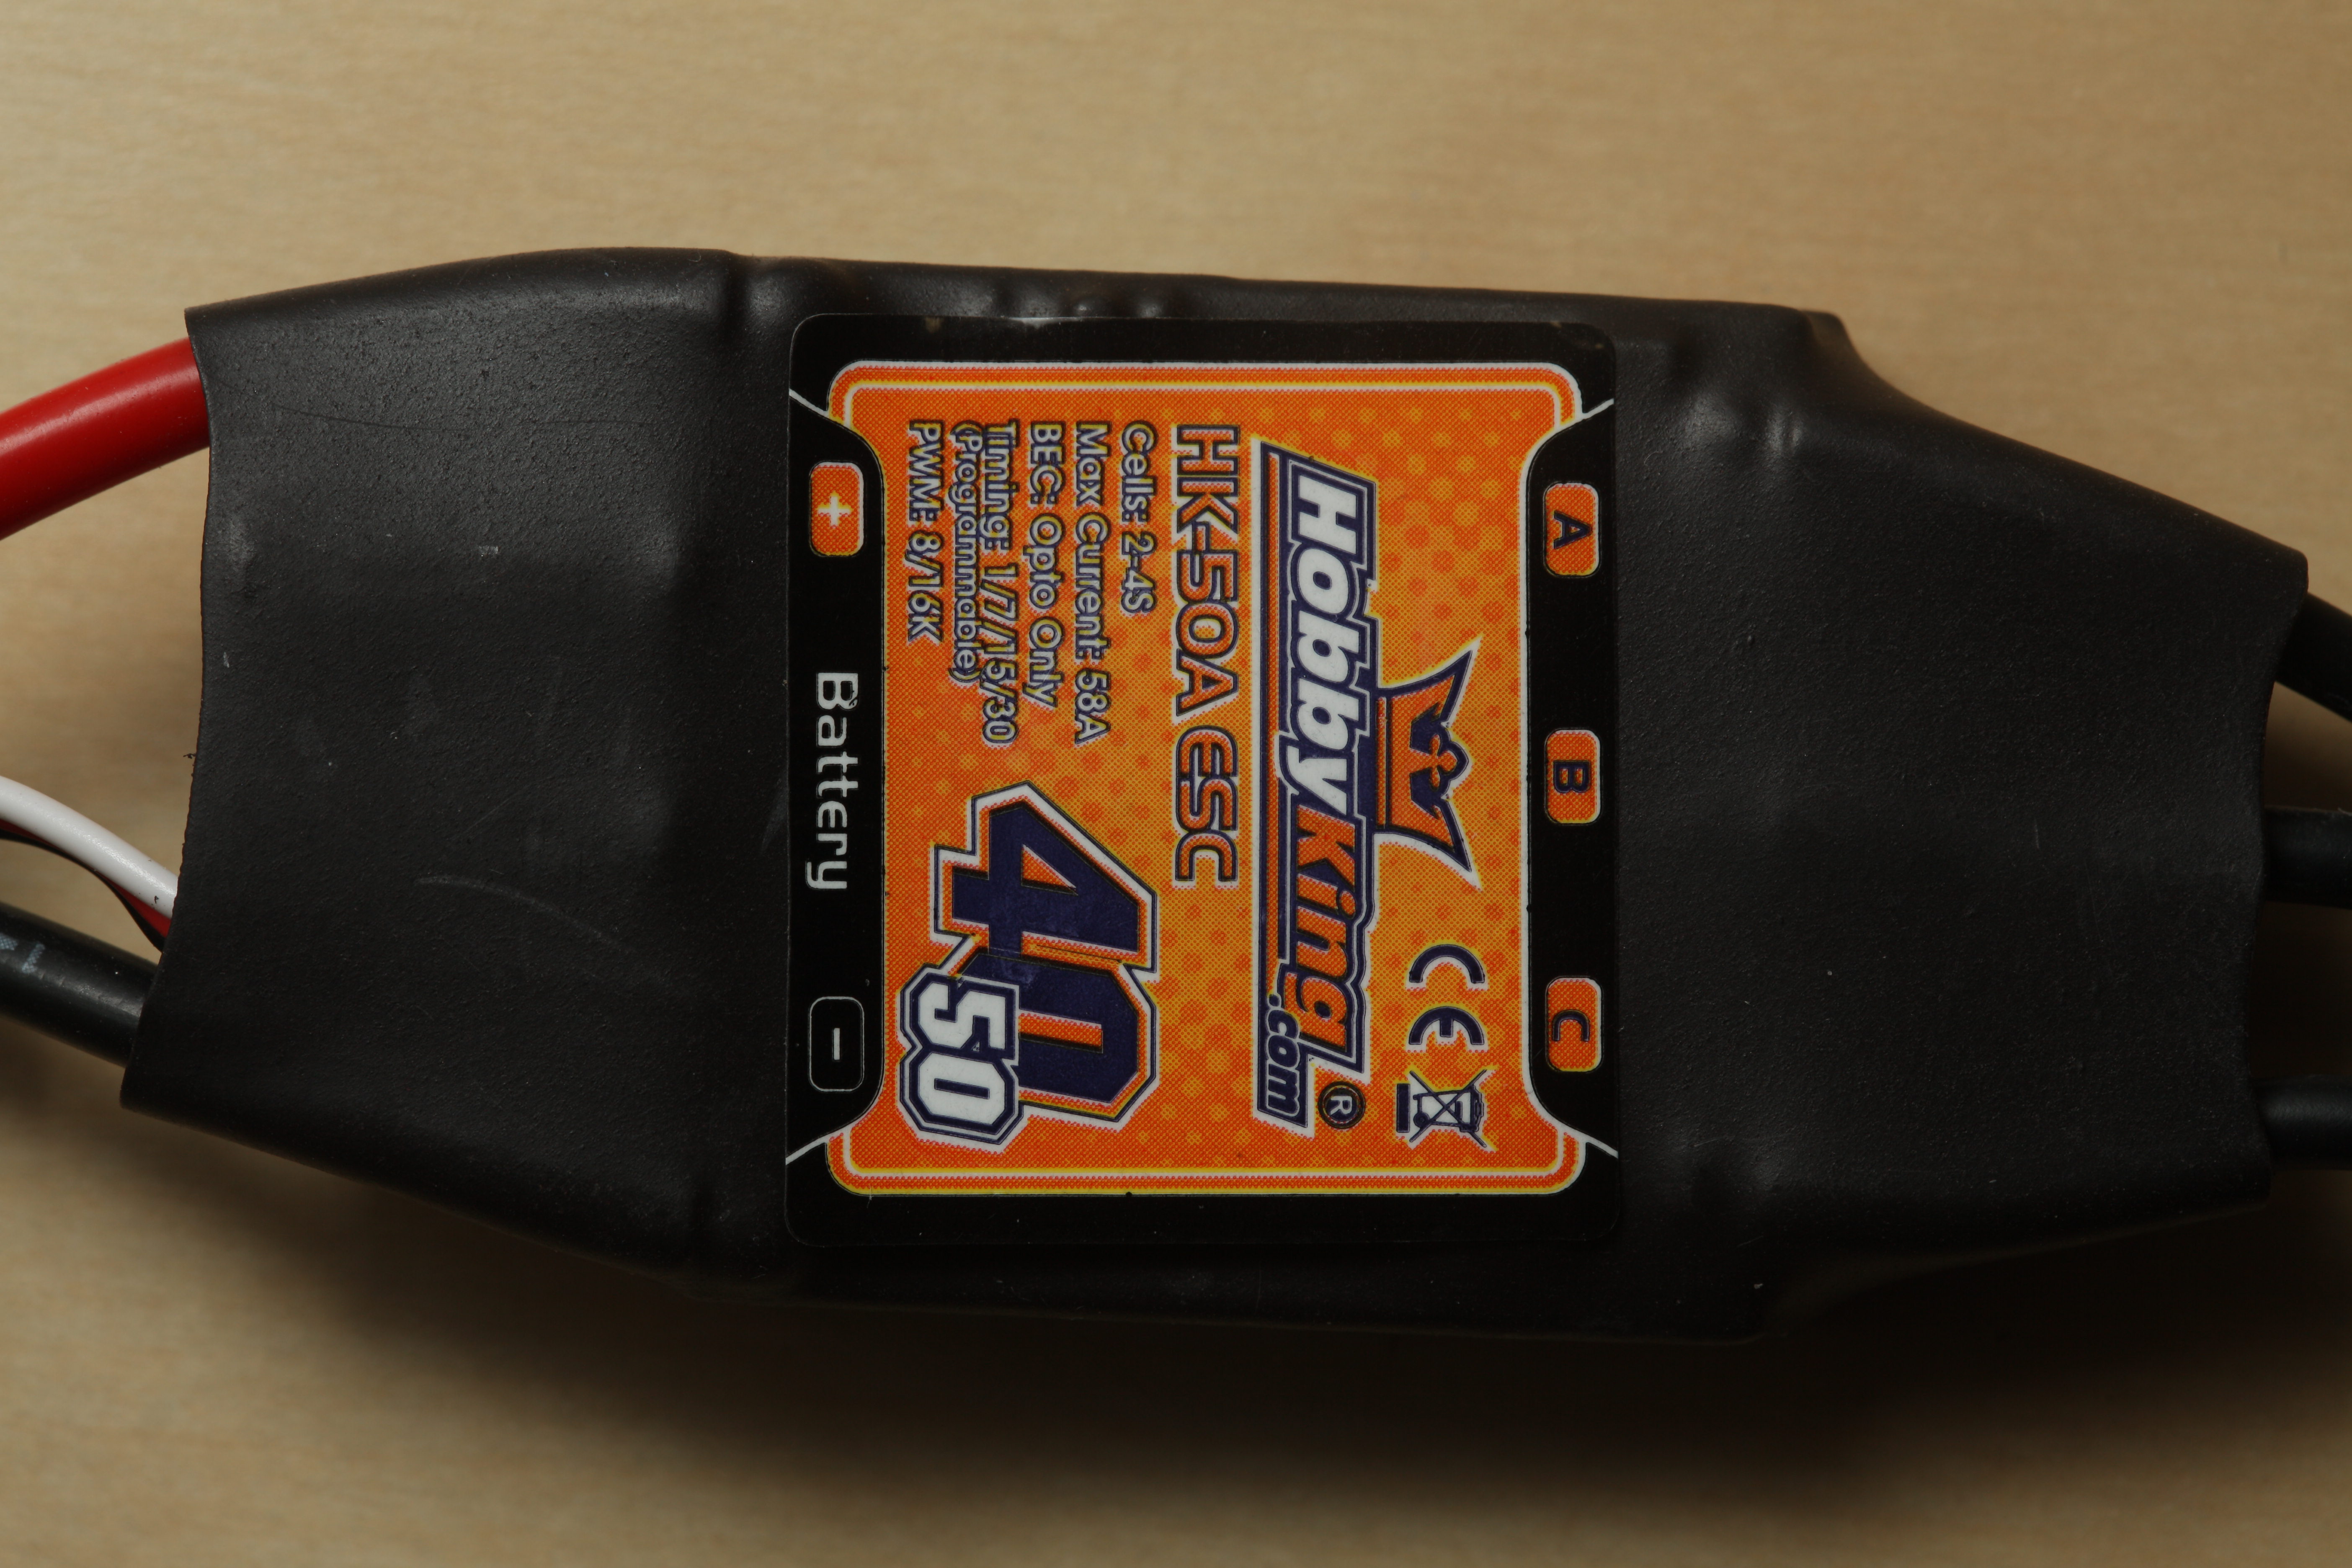 A B C
CE
HobbyKing.com ®
HK-50A ESC
Cells: 2-4S
Max Current: 58A
BEC: Opto Only
Timing: 1/7/15/30
(Programmable)
PWM: 8/16K
40
50
+ Battery -